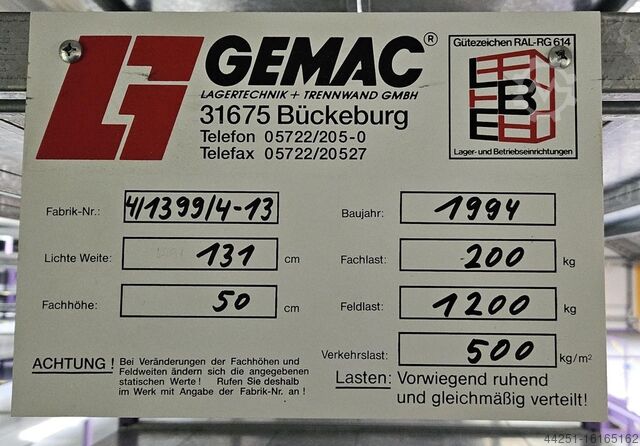 GEMAC®
LAGERTECHNIK + TRENNWAND GMBH
31675 Bückeburg
Telefon 05722/205-0
Telefax 05722/20527
Gütezeichen RAL-RG 614
Lager- und Betriebseinrichtungen
Fabrik-Nr.: 4/1399/4-13
Baujahr: 1994
Lichte Weite: 131 cm
Fachlast: 200 kg
Fachhöhe: 50 cm
Feldlast: 1200 kg
Verkehrslast: 500 kg/m²
ACHTUNG ! Bei Veränderungen der Fachhöhen und
Feldweiten ändern sich die angegebenen
statischen Werte ! Rufen Sie deshalb
im Werk mit Angabe der Fabrik-Nr. an !
Lasten: Vorwiegend ruhend
und gleichmäßig verteilt!
44251-16165162